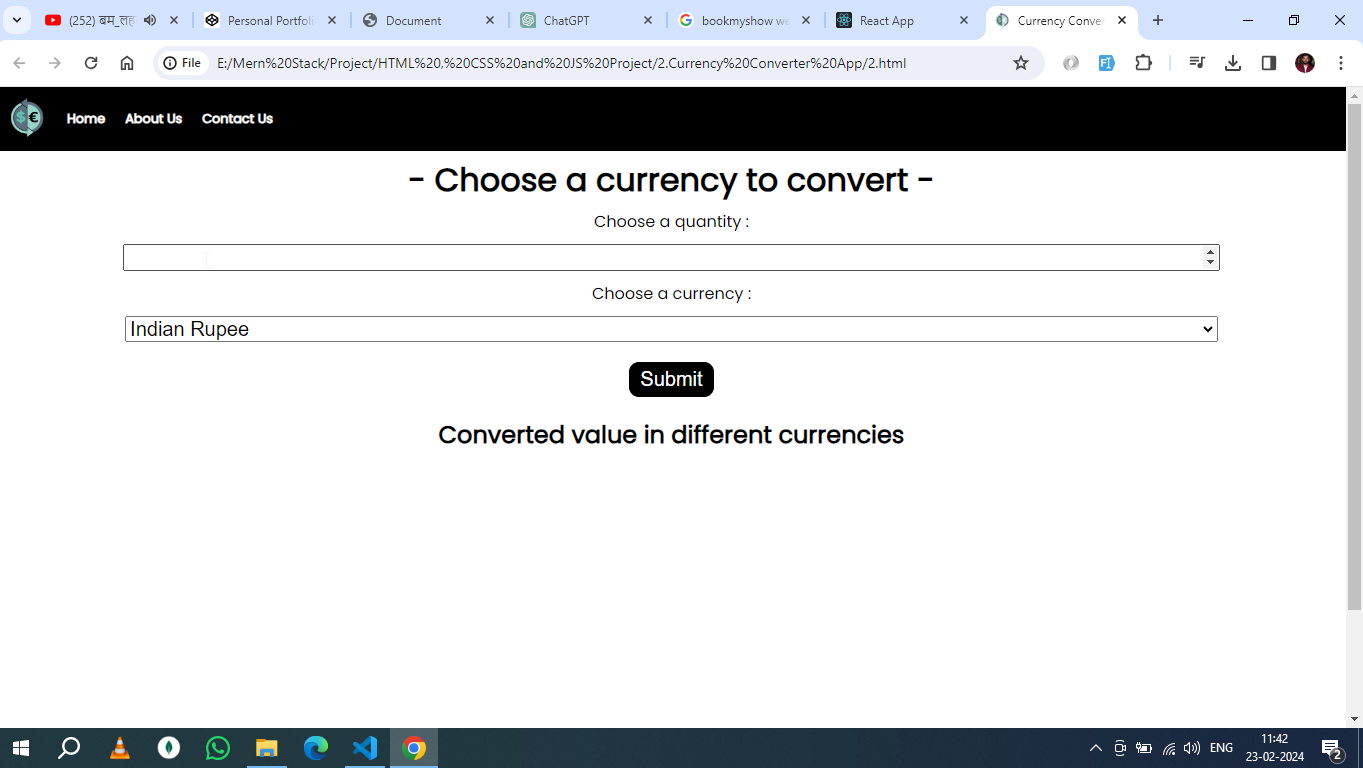 (252) बम_लह
Personal Portfoli
Document
ChatGPT
bookmyshow we
React App
Currency Conver
File
E:/Mern%20Stack/Project/HTML%20,%20CSS%20and%20JS%20Project/2.Currency%20Converter%20App/2.html
Home
About Us
Contact Us
- Choose a currency to convert -
Choose a quantity :
Choose a currency :
Indian Rupee
Submit
Converted value in different currencies
ENG
11:42
23-02-2024
2